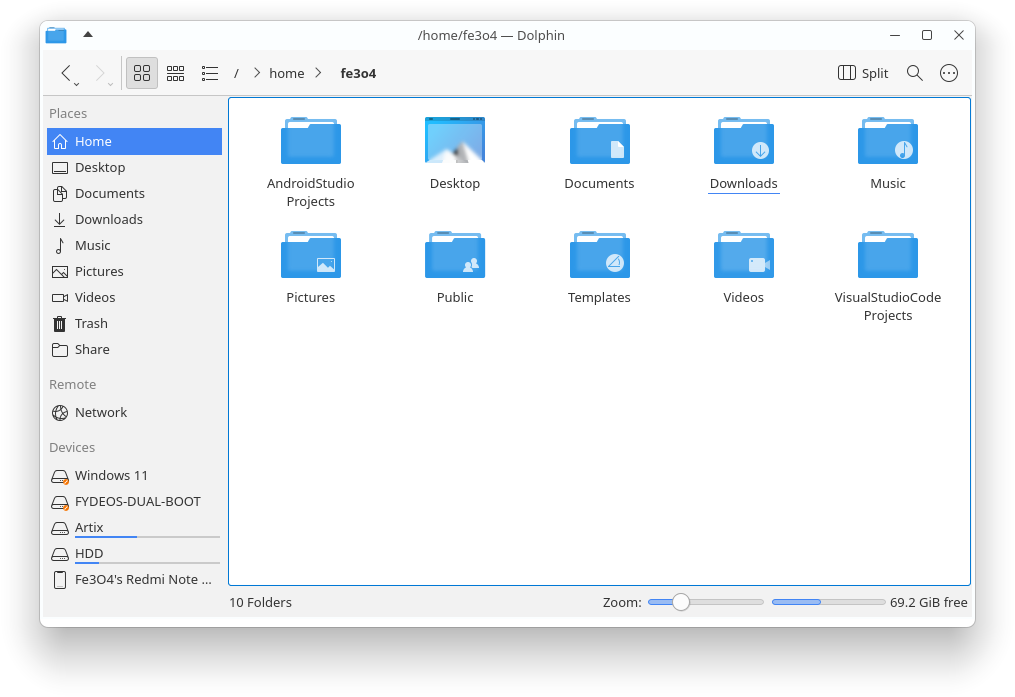 /home/fe3o4 — Dolphin
/ home fe3o4
Split
Places
Home
Desktop
Documents
Downloads
Music
Pictures
Videos
Trash
Share
Remote
Network
Devices
Windows 11
FYDEOS-DUAL-BOOT
Artix
HDD
Fe3O4's Redmi Note ...
AndroidStudio
Projects
Desktop
Documents
Downloads
Music
Pictures
Public
Templates
Videos
VisualStudioCode
Projects
10 Folders
Zoom:
69.2 GiB free